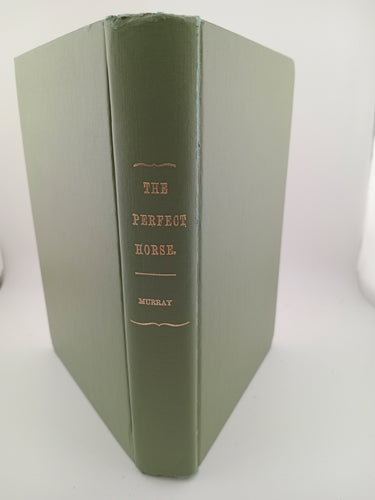 THE
PERFECT
HORSE.
MURRAY